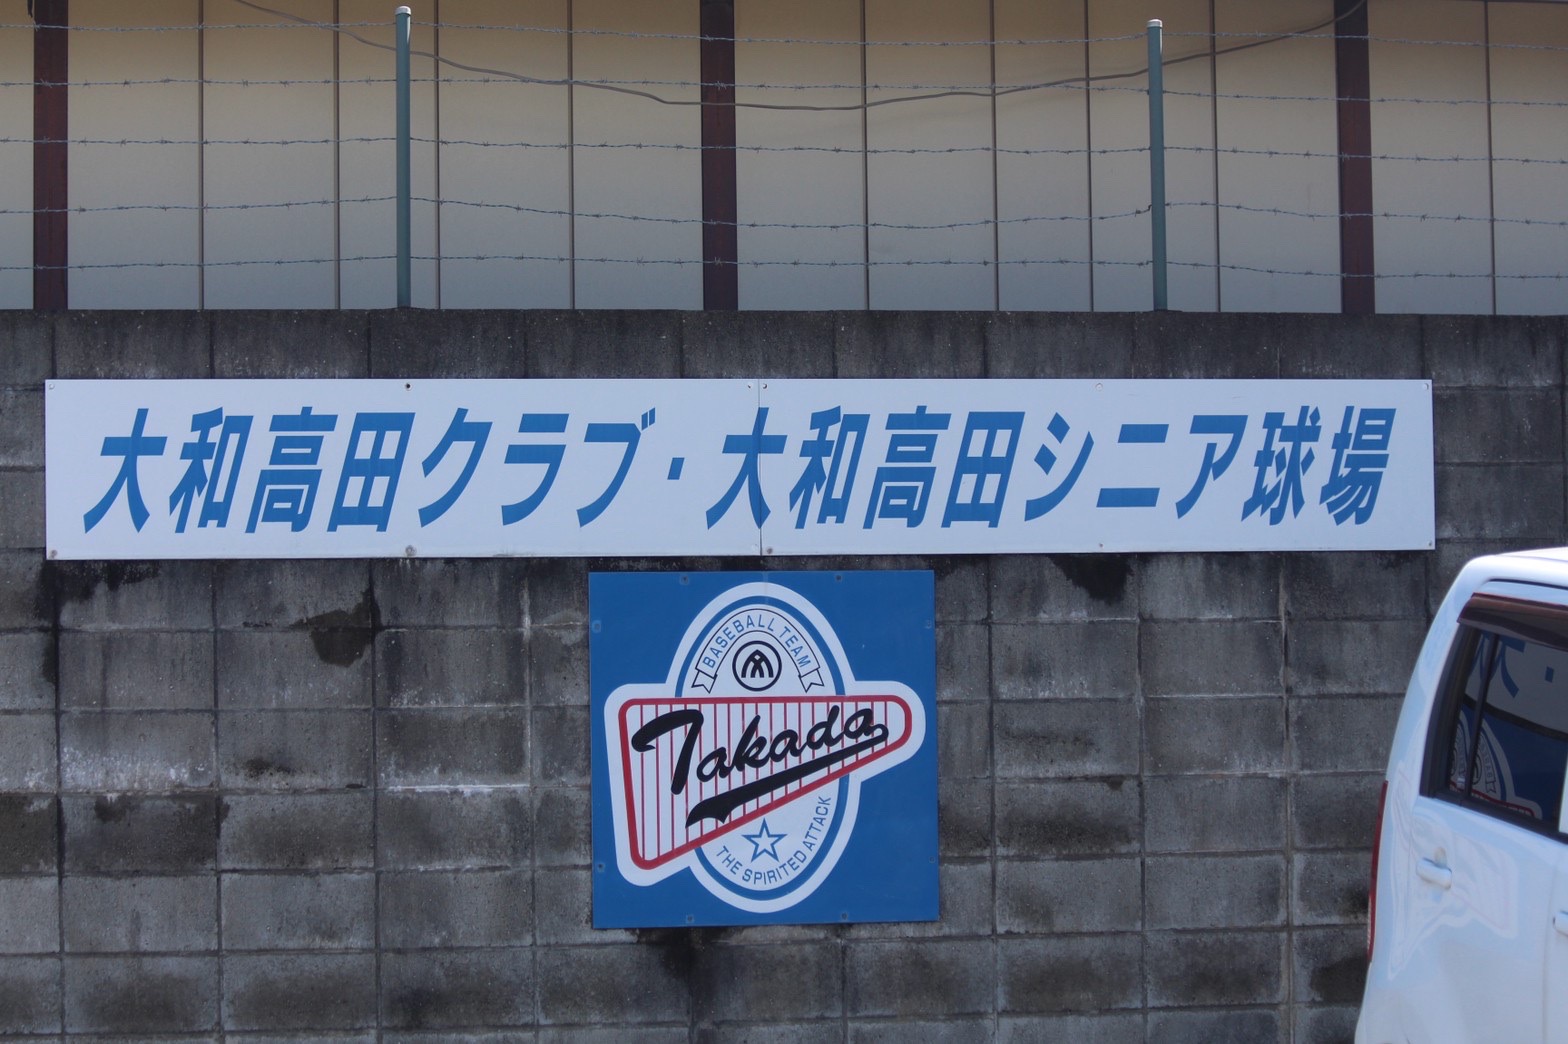 大和高田クラブ・大和高田シニア球場
BASEBALL TEAM
Takada
THE SPIRITED ATTACK